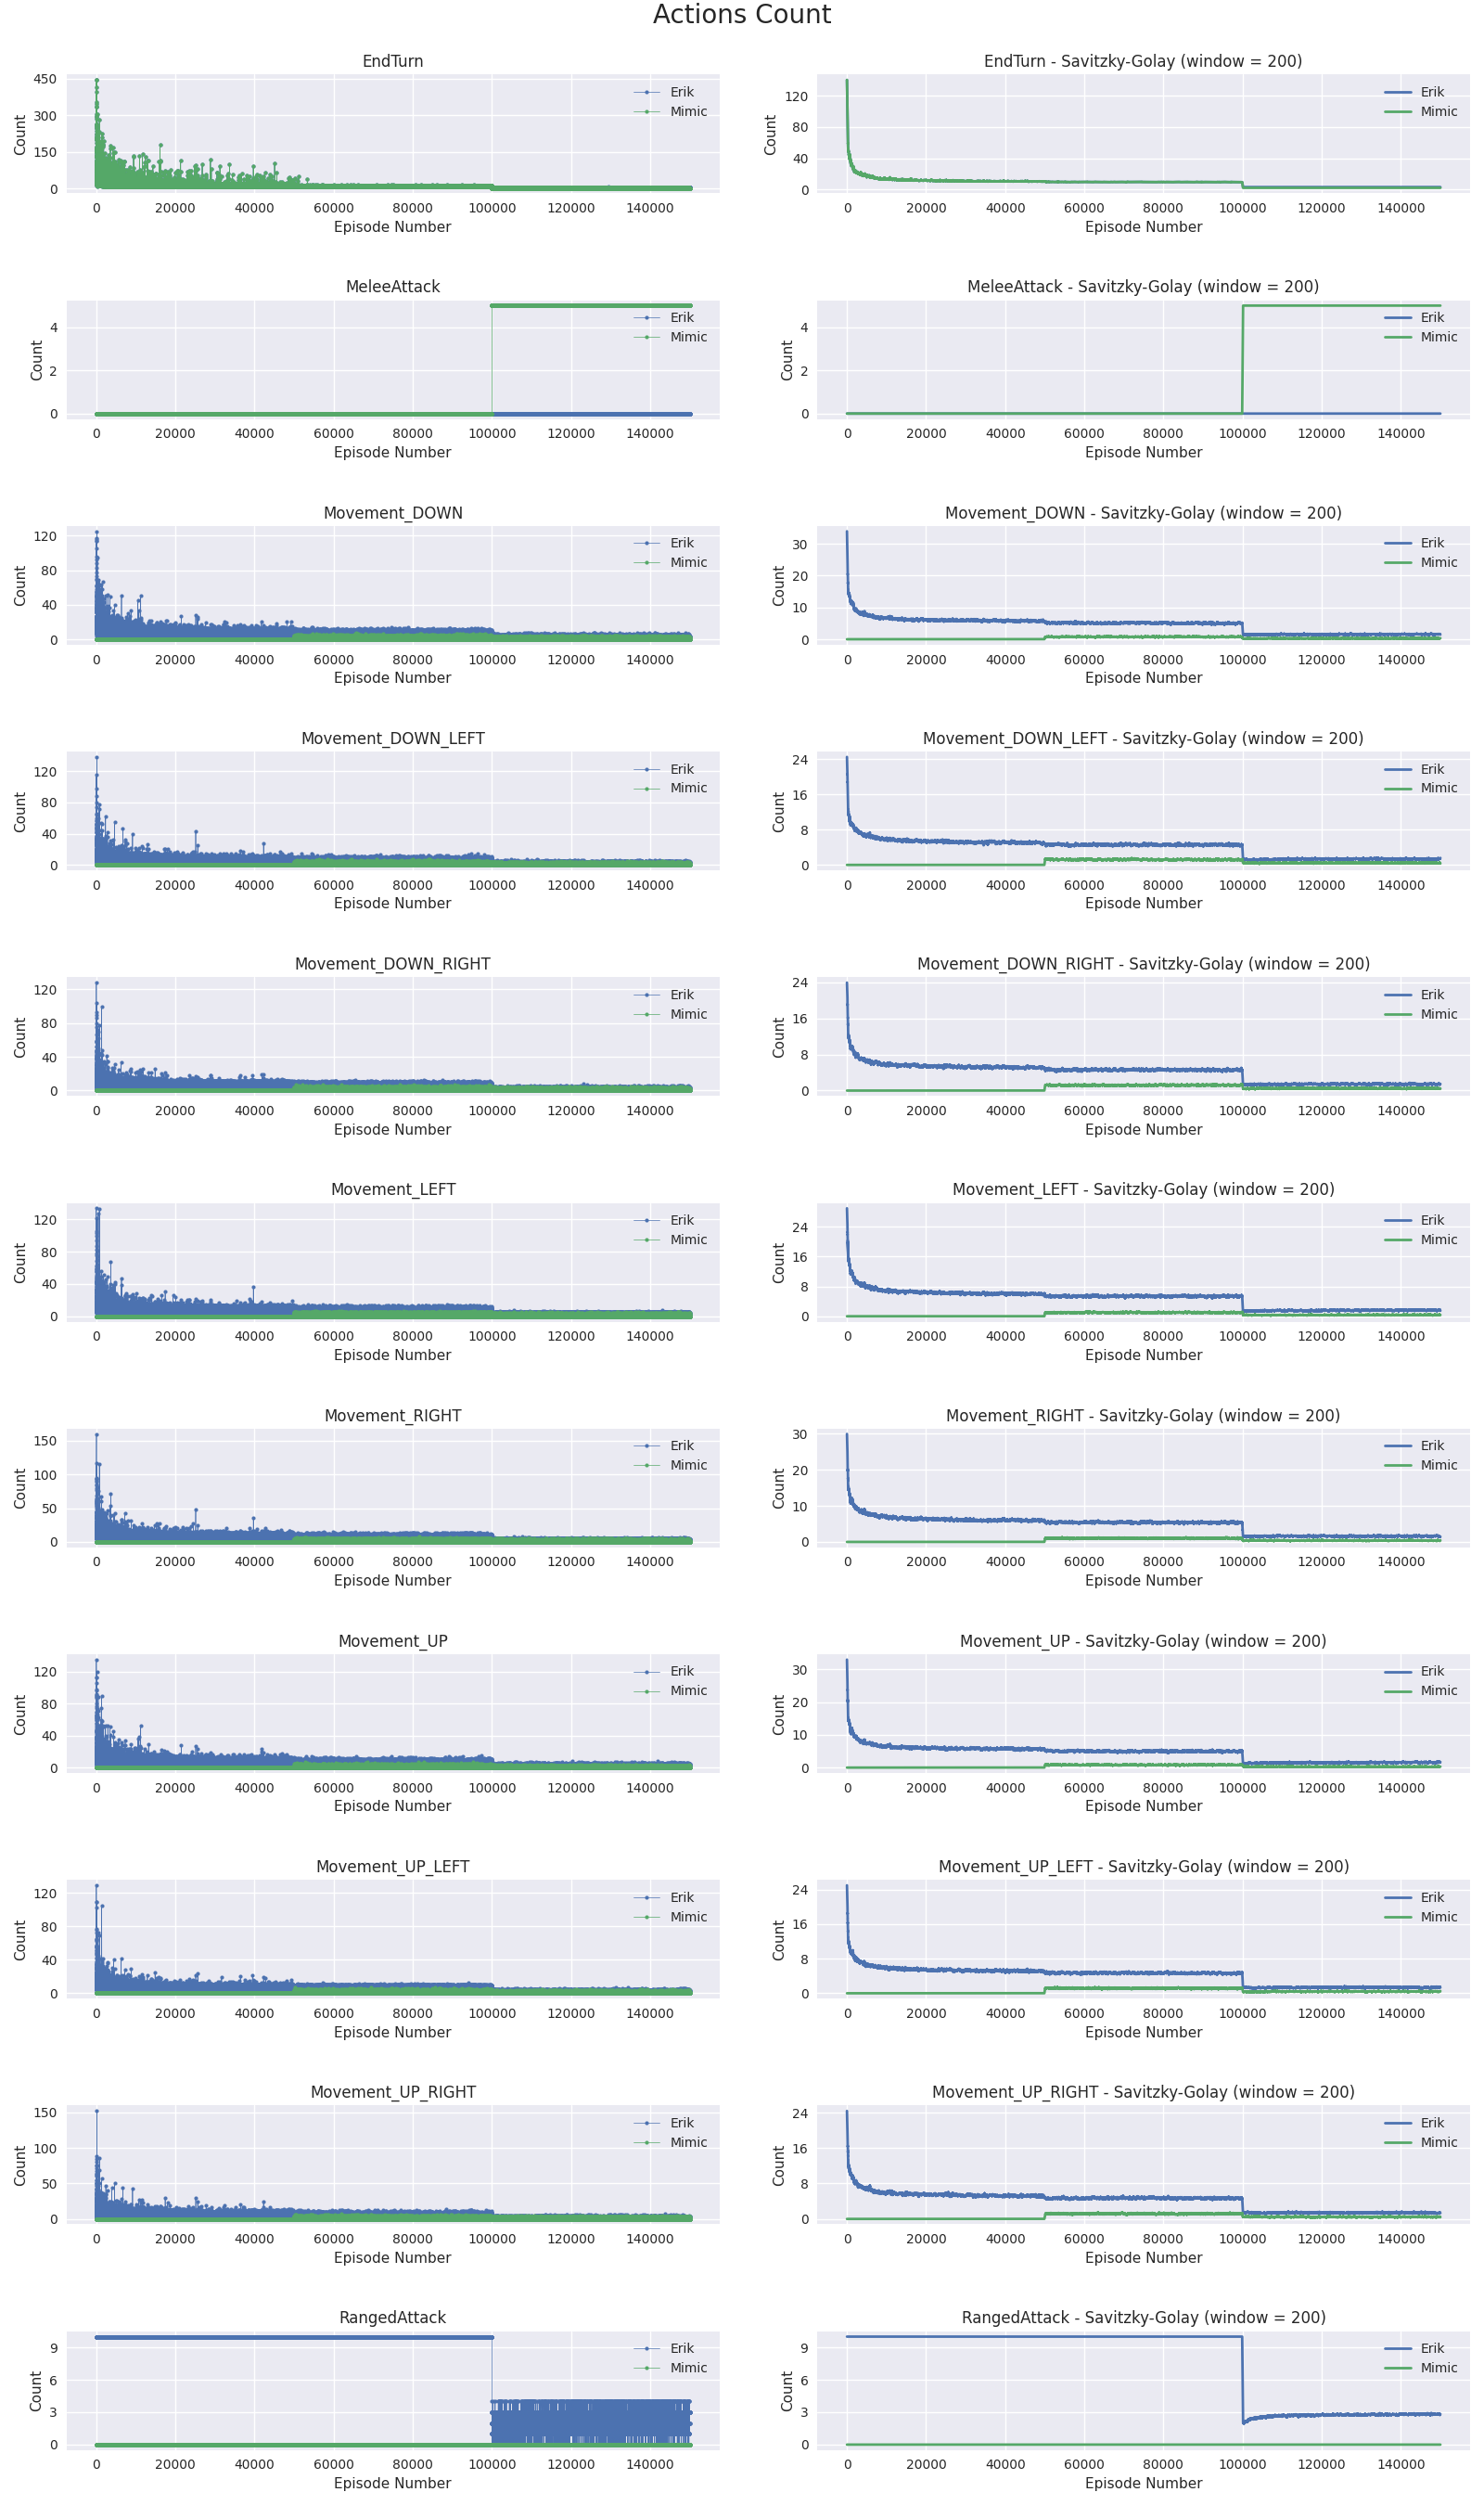 Actions Count
EndTurn
450
300
150
0
Count
Erik
Mimic
0 20000 40000 60000 80000 100000 120000 140000
Episode Number
EndTurn - Savitzky-Golay (window = 200)
120
80
40
0
Count
Erik
Mimic
0 20000 40000 60000 80000 100000 120000 140000
Episode Number
MeleeAttack
4
2
0
Count
Erik
Mimic
0 20000 40000 60000 80000 100000 120000 140000
Episode Number
MeleeAttack - Savitzky-Golay (window = 200)
4
2
0
Count
Erik
Mimic
0 20000 40000 60000 80000 100000 120000 140000
Episode Number
Movement_DOWN
120
80
40
0
Count
Erik
Mimic
0 20000 40000 60000 80000 100000 120000 140000
Episode Number
Movement_DOWN - Savitzky-Golay (window = 200)
30
20
10
0
Count
Erik
Mimic
0 20000 40000 60000 80000 100000 120000 140000
Episode Number
Movement_DOWN_LEFT
120
80
40
0
Count
Erik
Mimic
0 20000 40000 60000 80000 100000 120000 140000
Episode Number
Movement_DOWN_LEFT - Savitzky-Golay (window = 200)
24
16
8
0
Count
Erik
Mimic
0 20000 40000 60000 80000 100000 120000 140000
Episode Number
Movement_DOWN_RIGHT
120
80
40
0
Count
Erik
Mimic
0 20000 40000 60000 80000 100000 120000 140000
Episode Number
Movement_DOWN_RIGHT - Savitzky-Golay (window = 200)
24
16
8
0
Count
Erik
Mimic
0 20000 40000 60000 80000 100000 120000 140000
Episode Number
Movement_LEFT
120
80
40
0
Count
Erik
Mimic
0 20000 40000 60000 80000 100000 120000 140000
Episode Number
Movement_LEFT - Savitzky-Golay (window = 200)
24
16
8
0
Count
Erik
Mimic
0 20000 40000 60000 80000 100000 120000 140000
Episode Number
Movement_RIGHT
150
100
50
0
Count
Erik
Mimic
0 20000 40000 60000 80000 100000 120000 140000
Episode Number
Movement_RIGHT - Savitzky-Golay (window = 200)
30
20
10
0
Count
Erik
Mimic
0 20000 40000 60000 80000 100000 120000 140000
Episode Number
Movement_UP
120
80
40
0
Count
Erik
Mimic
0 20000 40000 60000 80000 100000 120000 140000
Episode Number
Movement_UP - Savitzky-Golay (window = 200)
30
20
10
0
Count
Erik
Mimic
0 20000 40000 60000 80000 100000 120000 140000
Episode Number
Movement_UP_LEFT
120
80
40
0
Count
Erik
Mimic
0 20000 40000 60000 80000 100000 120000 140000
Episode Number
Movement_UP_LEFT - Savitzky-Golay (window = 200)
24
16
8
0
Count
Erik
Mimic
0 20000 40000 60000 80000 100000 120000 140000
Episode Number
Movement_UP_RIGHT
150
100
50
0
Count
Erik
Mimic
0 20000 40000 60000 80000 100000 120000 140000
Episode Number
Movement_UP_RIGHT - Savitzky-Golay (window = 200)
24
16
8
0
Count
Erik
Mimic
0 20000 40000 60000 80000 100000 120000 140000
Episode Number
RangedAttack
9
6
3
0
Count
Erik
Mimic
0 20000 40000 60000 80000 100000 120000 140000
Episode Number
RangedAttack - Savitzky-Golay (window = 200)
9
6
3
0
Count
Erik
Mimic
0 20000 40000 60000 80000 100000 120000 140000
Episode Number